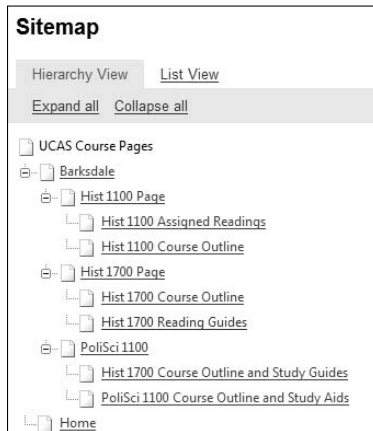 Sitemap
Hierarchy View List View
Expand all Collapse all
UCAS Course Pages
Barksdale
Hist 1100 Page
Hist 1100 Assigned Readings
Hist 1100 Course Outline
Hist 1700 Page
Hist 1700 Course Outline
Hist 1700 Reading Guides
PoliSci 1100
Hist 1700 Course Outline and Study Guides
PoliSci 1100 Course Outline and Study Aids
Home